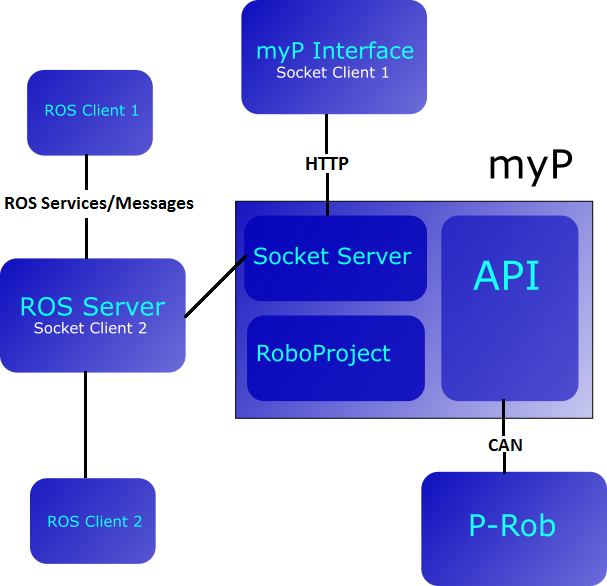 myP Interface
Socket Client 1
ROS Client 1
HTTP
myP
ROS Services/Messages
Socket Server
API
ROS Server
Socket Client 2
RoboProject
CAN
ROS Client 2
P-Rob